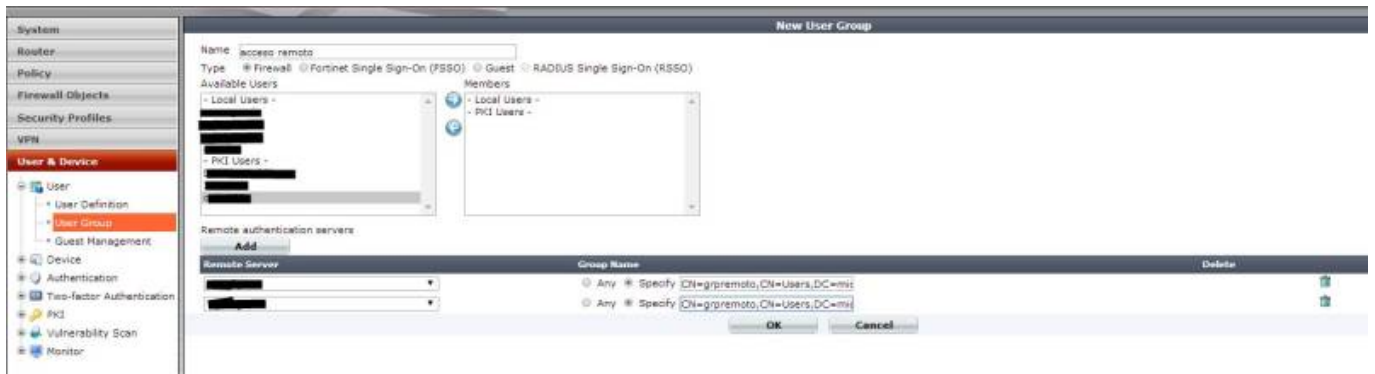 New User Group
System
Router
Policy
Firewall Objects
Security Profiles
VPN
User & Device
User
User Definition
User Group
Guest Management
Device
Authentication
Two-factor Authentication
PKI
Vulnerability Scan
Monitor
Name acceso remoto
Type Firewall Fortinet Single Sign-On (FSSO) Guest RADIUS Single Sign-On (RSSO)
Available Users Members
- Local Users -
- PKI Users -
- Local Users -
- PKI Users -
Remote authentication servers
Add
Remote Server Group Name Delete
Any Specify CN=grpremoto,CN=Users,DC=mic
Any Specify CN=grpremoto,CN=Users,DC=mic
OK Cancel